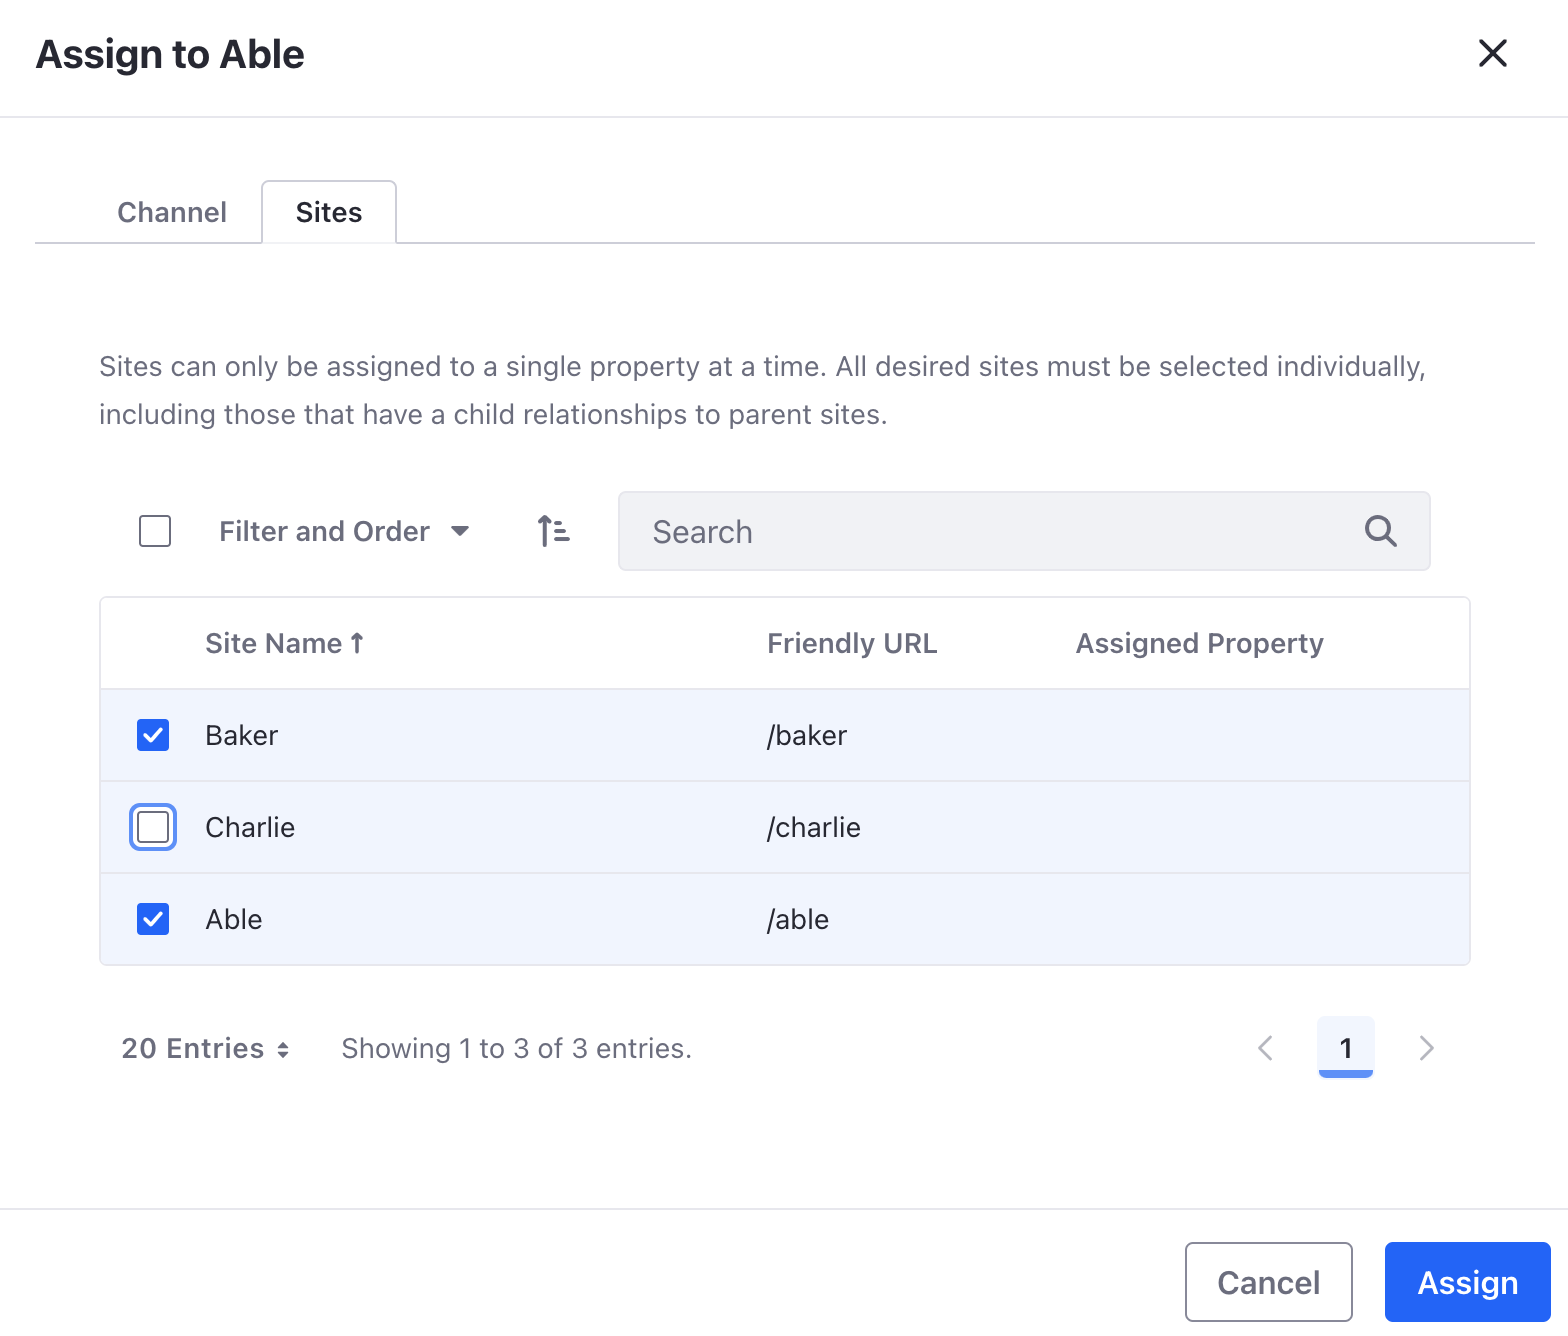 Assign to Able
Channel
Sites
Sites can only be assigned to a single property at a time. All desired sites must be selected individually,
including those that have a child relationships to parent sites.
Filter and Order
Search
Site Name Friendly URL Assigned Property
Baker /baker
Charlie /charlie
Able /able
20 Entries Showing 1 to 3 of 3 entries. 1
Cancel Assign